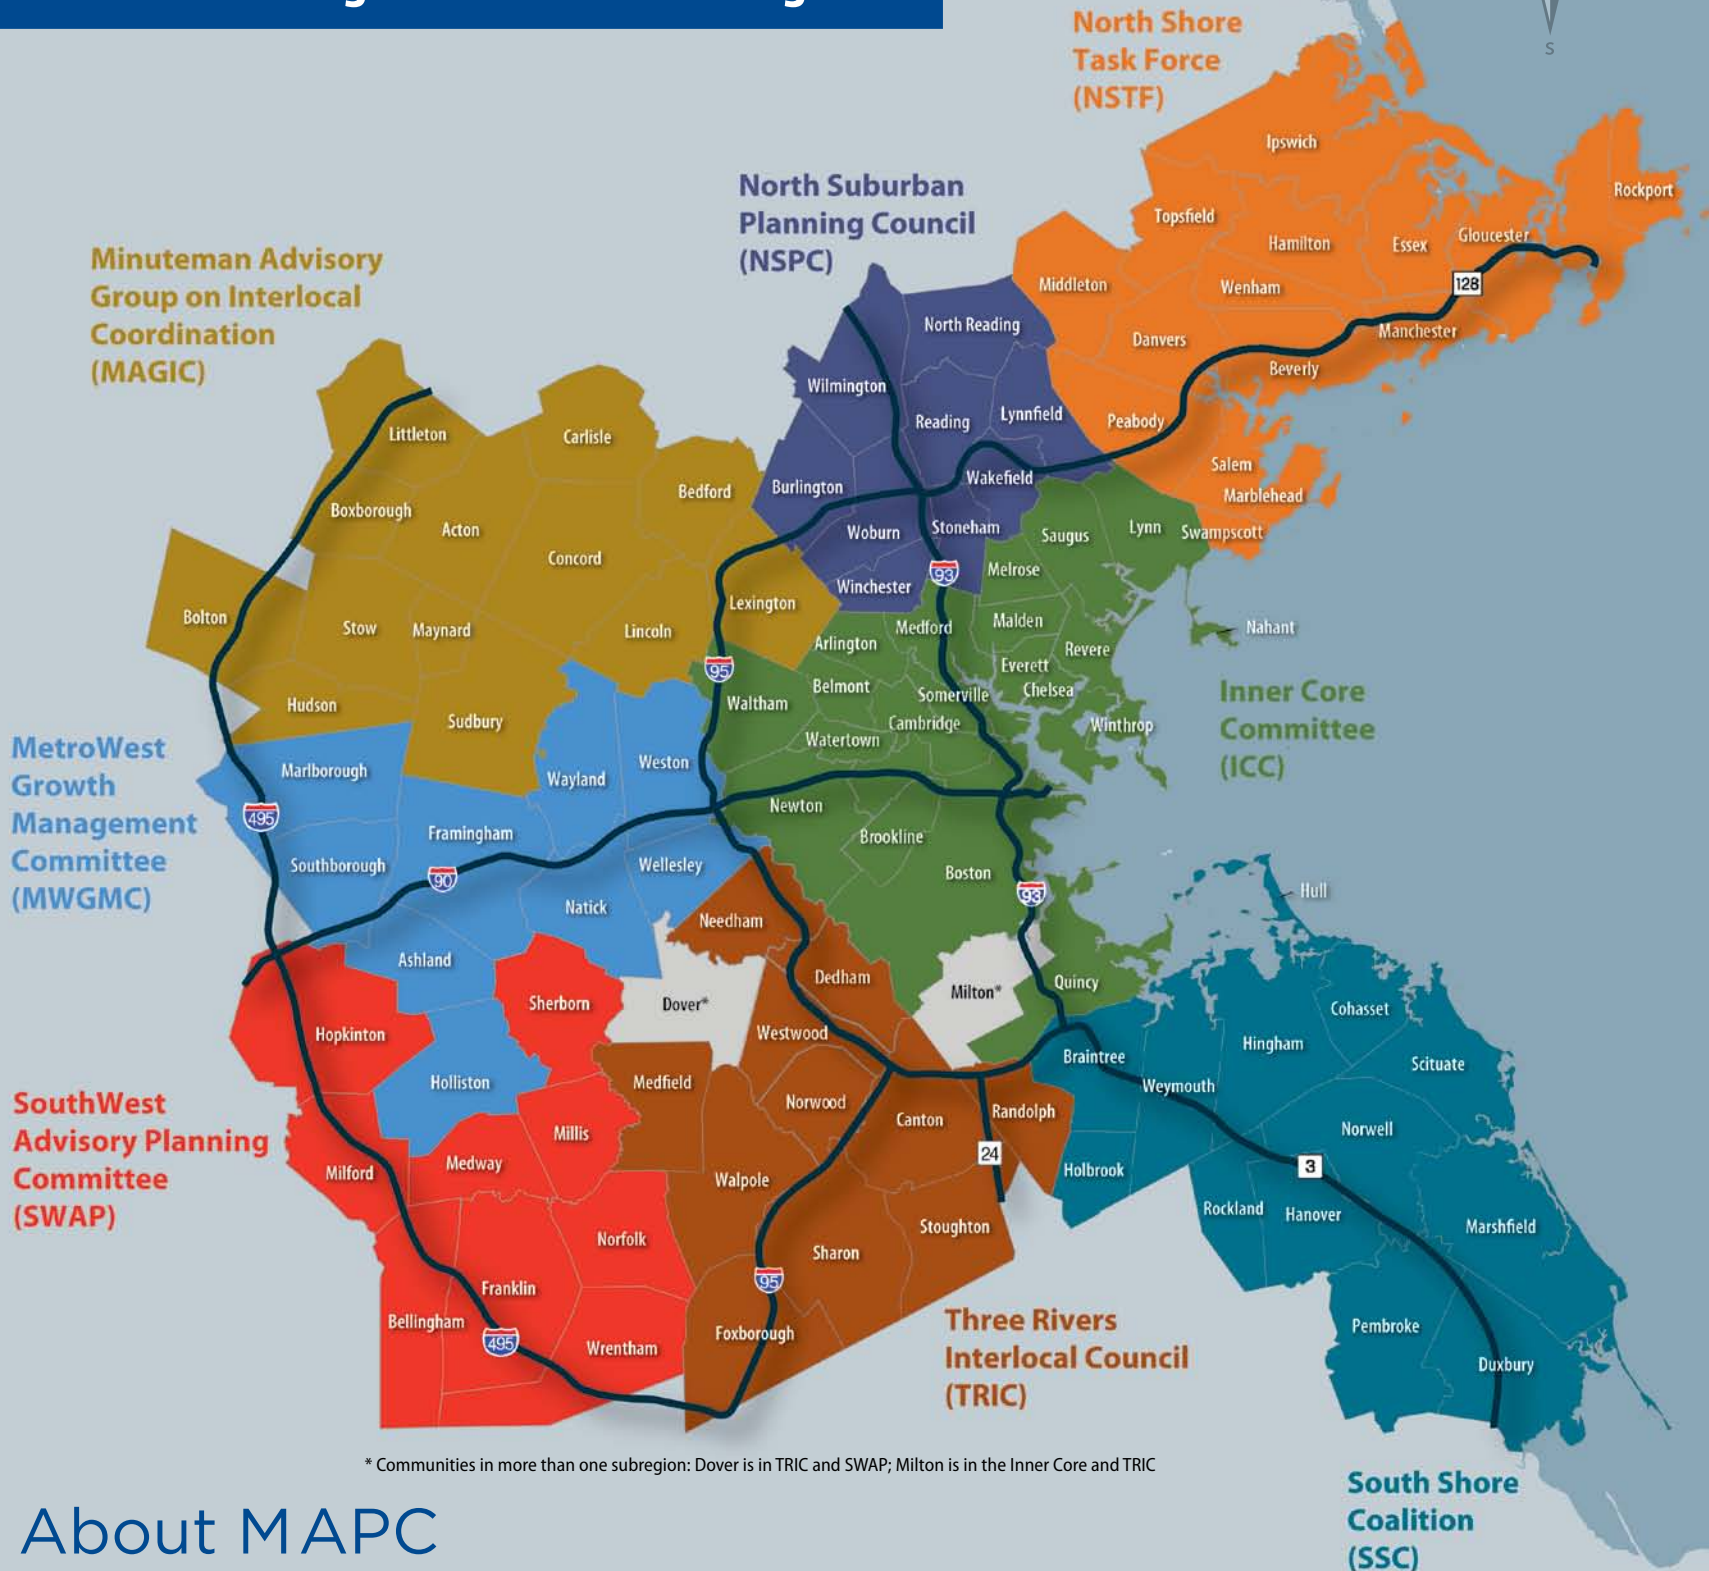 S
North Shore
Task Force
(NSTF)
Ipswich
Rockport
Topsfield
Hamilton
Essex
Gloucester
Middleton
Wenham
128
Danvers
Manchester
Beverly
Peabody
Salem
Marblehead
Swampscott
North Suburban
Planning Council
(NSPC)
North Reading
Wilmington
Reading
Lynnfield
Wakefield
Burlington
Woburn
Stoneham
Winchester
93
Minuteman Advisory
Group on Interlocal
Coordination
(MAGIC)
Littleton
Carlisle
Boxborough
Acton
Bedford
Concord
Bolton
Stow
Maynard
Lincoln
Lexington
Hudson
Sudbury
95
Saugus
Lynn
Melrose
Nahant
Medford
Malden
Arlington
Revere
Everett
Belmont
Somerville
Chelsea
Waltham
Cambridge
Winthrop
Watertown
Newton
Brookline
Boston
93
Quincy
Milton*
Inner Core
Committee
(ICC)
MetroWest
Growth
Management
Committee
(MWGMC)
Marlborough
Weston
Wayland
495
Framingham
Southborough
Wellesley
90
Natick
Ashland
Holliston
SouthWest
Advisory Planning
Committee
(SWAP)
Sherborn
Hopkinton
Millis
Medway
Milford
Norfolk
Franklin
Bellingham
495
Wrentham
Dover*
Needham
Dedham
Westwood
Medfield
Norwood
Canton
Randolph
24
Walpole
Stoughton
Sharon
95
Foxborough
Three Rivers
Interlocal Council
(TRIC)
Hull
Cohasset
Hingham
Scituate
Braintree
Weymouth
Norwell
Holbrook
3
Rockland
Hanover
Marshfield
Pembroke
Duxbury
South Shore
Coalition
(SSC)
* Communities in more than one subregion: Dover is in TRIC and SWAP; Milton is in the Inner Core and TRIC
About MAPC